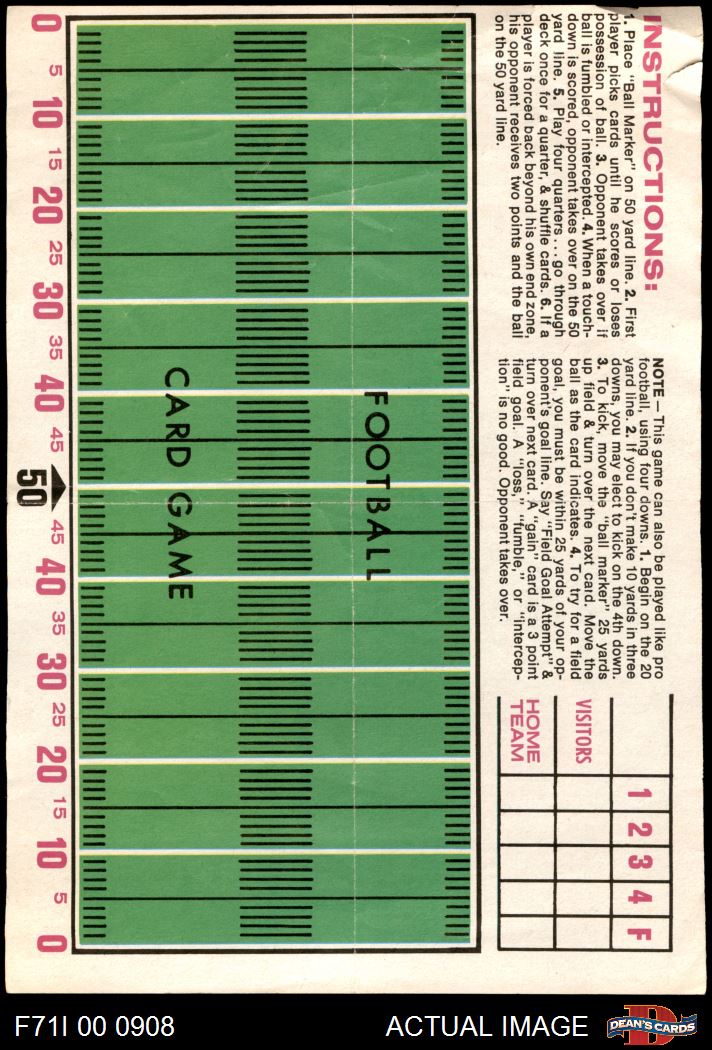 INSTRUCTIONS:
1. Place "Ball Marker" on 50 yard line. 2. First
player picks cards until he scores or loses
possession of ball. 3. Opponent takes over if
ball is fumbled or intercepted. 4. When a touch-
down is scored, opponent takes over on the 50
yard line. 5. Play four quarters... go through
deck once for a quarter, & shuffle cards. 6. If a
player is forced back beyond his own end zone,
his opponent receives two points and the ball
on the 50 yard line.
NOTE — This game can also be played like pro
football, using four downs. 1. Begin on the 20
yard line. 2. If you don't make 10 yards in three
downs, you may elect to kick on the 4th down.
3. To kick, move the "ball marker" 25 yards
up field & turn over the next card. Move the
ball as the card indicates. 4. To try for a field
goal, you must be within 25 yards of your op-
ponent's goal line. Say "Field Goal Attempt" &
turn over next card. A "gain" card is a 3 point
field goal. A "loss," "fumble," or "intercep-
tion" is no good. Opponent takes over.
1 2 3 4 F
VISITORS
HOME
TEAM
FOOTBALL
CARD GAME
0 5 10 15 20 25 30 35 40 45 50 45 40 35 30 25 20 15 10 5 0
F71I 00 0908
ACTUAL IMAGE
D
DEAN'S CARDS